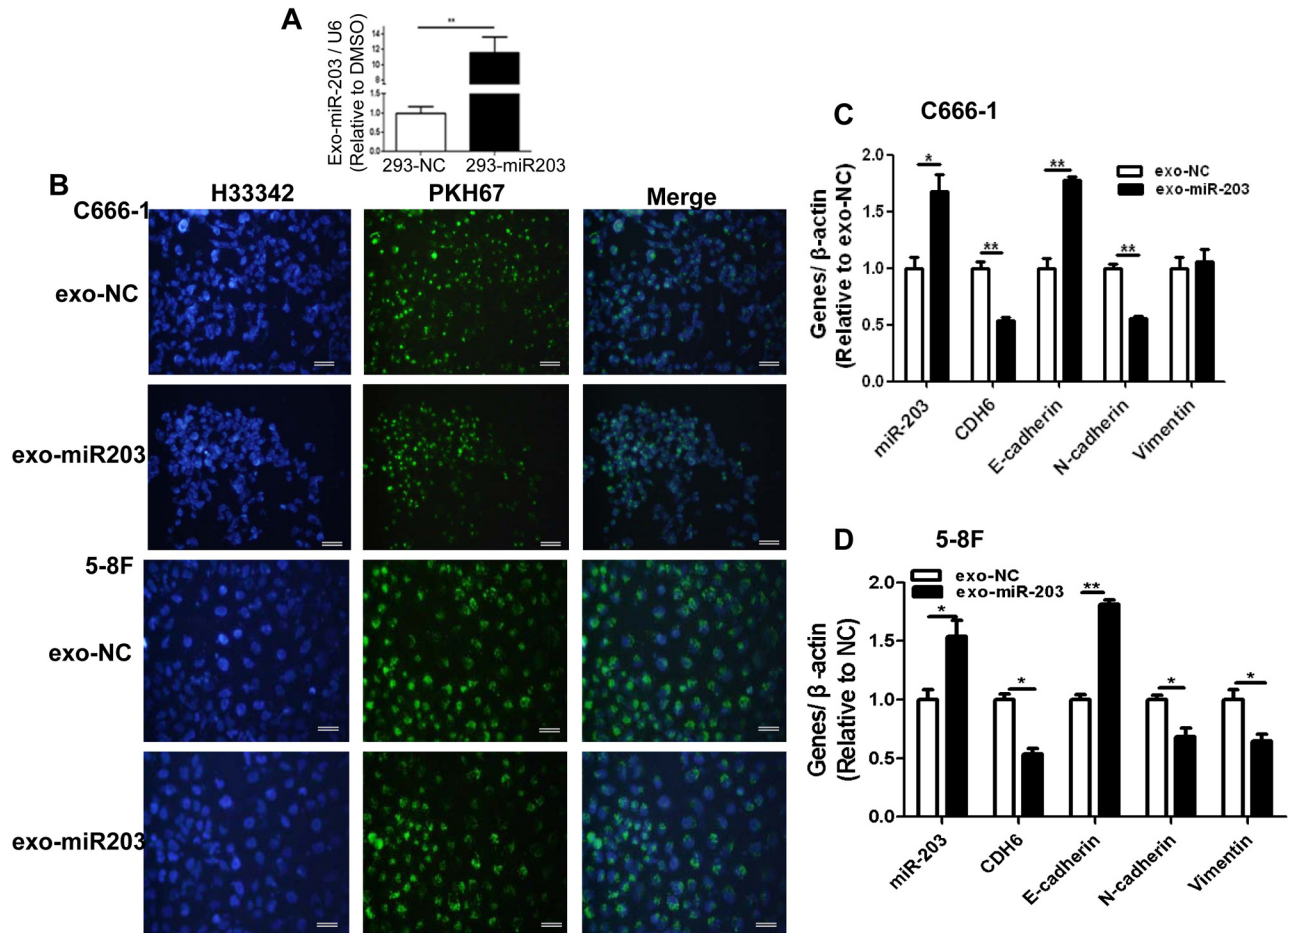 A
Exo-miR-203 / U6
(Relative to DMSO)
**
14
12
10
8
1.5
1.0
0.5
0.0
293-NC 293-miR203
B
H33342 PKH67 Merge
C666-1
exo-NC
exo-miR203
5-8F
exo-NC
exo-miR203
C C666-1
Genes/ β-actin
(Relative to exo-NC)
2.0
1.5
1.0
0.5
0.0
exo-NC
exo-miR-203
* ** ** **
miR-203 CDH6 E-cadherin N-cadherin Vimentin
D 5-8F
Genes/ β -actin
(Relative to NC)
2.0
1.5
1.0
0.5
0.0
exo-NC
exo-miR-203
* * ** * *
miR-203 CDH6 E-cadherin N-cadherin Vimentin